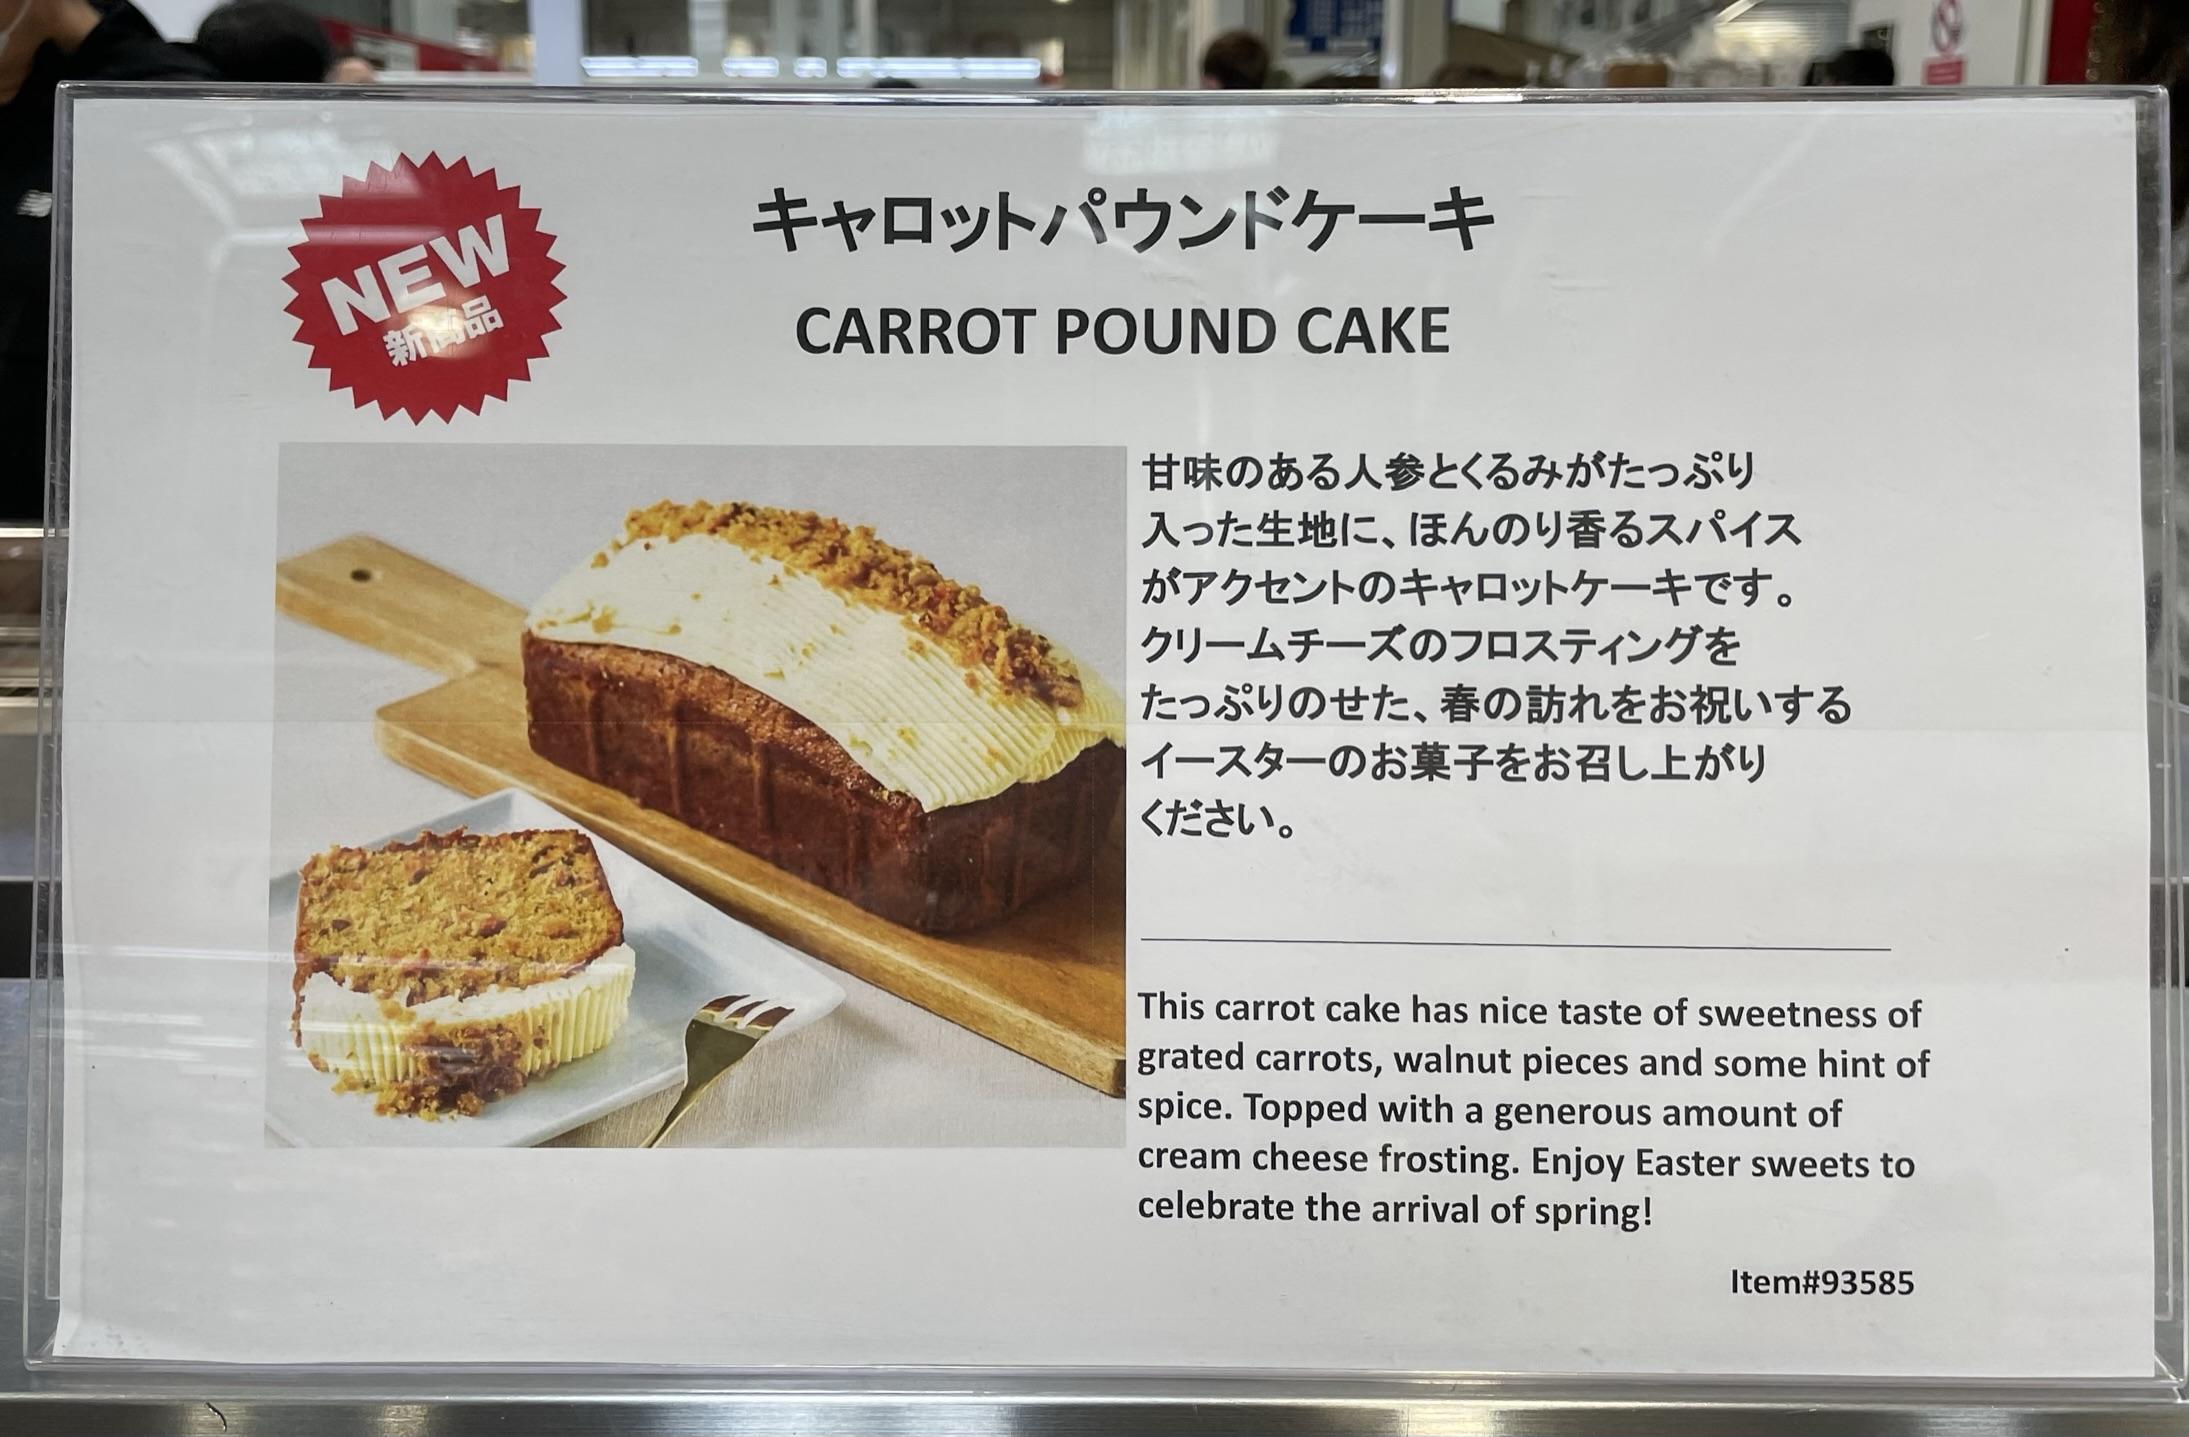 NEW
新商品
キャロットパウンドケーキ
CARROT POUND CAKE
甘味のある人参とくるみがたっぷり
入った生地に、ほんのり香るスパイス
がアクセントのキャロットケーキです。
クリームチーズのフロスティングを
たっぷりのせた、春の訪れをお祝いする
イースターのお菓子をお召し上がり
ください。
This carrot cake has nice taste of sweetness of
grated carrots, walnut pieces and some hint of
spice. Topped with a generous amount of
cream cheese frosting. Enjoy Easter sweets to
celebrate the arrival of spring!
Item#93585